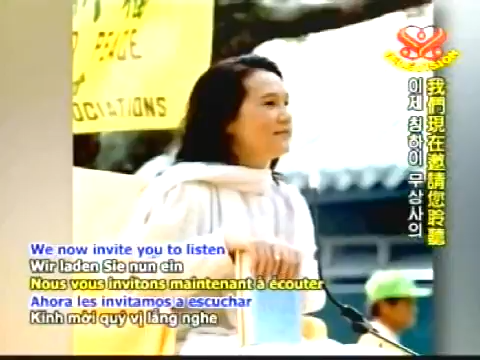 PEACE
OCIATIONS
我們現在邀請您聆聽
이제 칭하이 무상사의
We now invite you to listen
Wir laden Sie nun ein
Nous vous invitons maintenant à écouter
Ahora les invitamos a escuchar
Kính mời quý vị lắng nghe